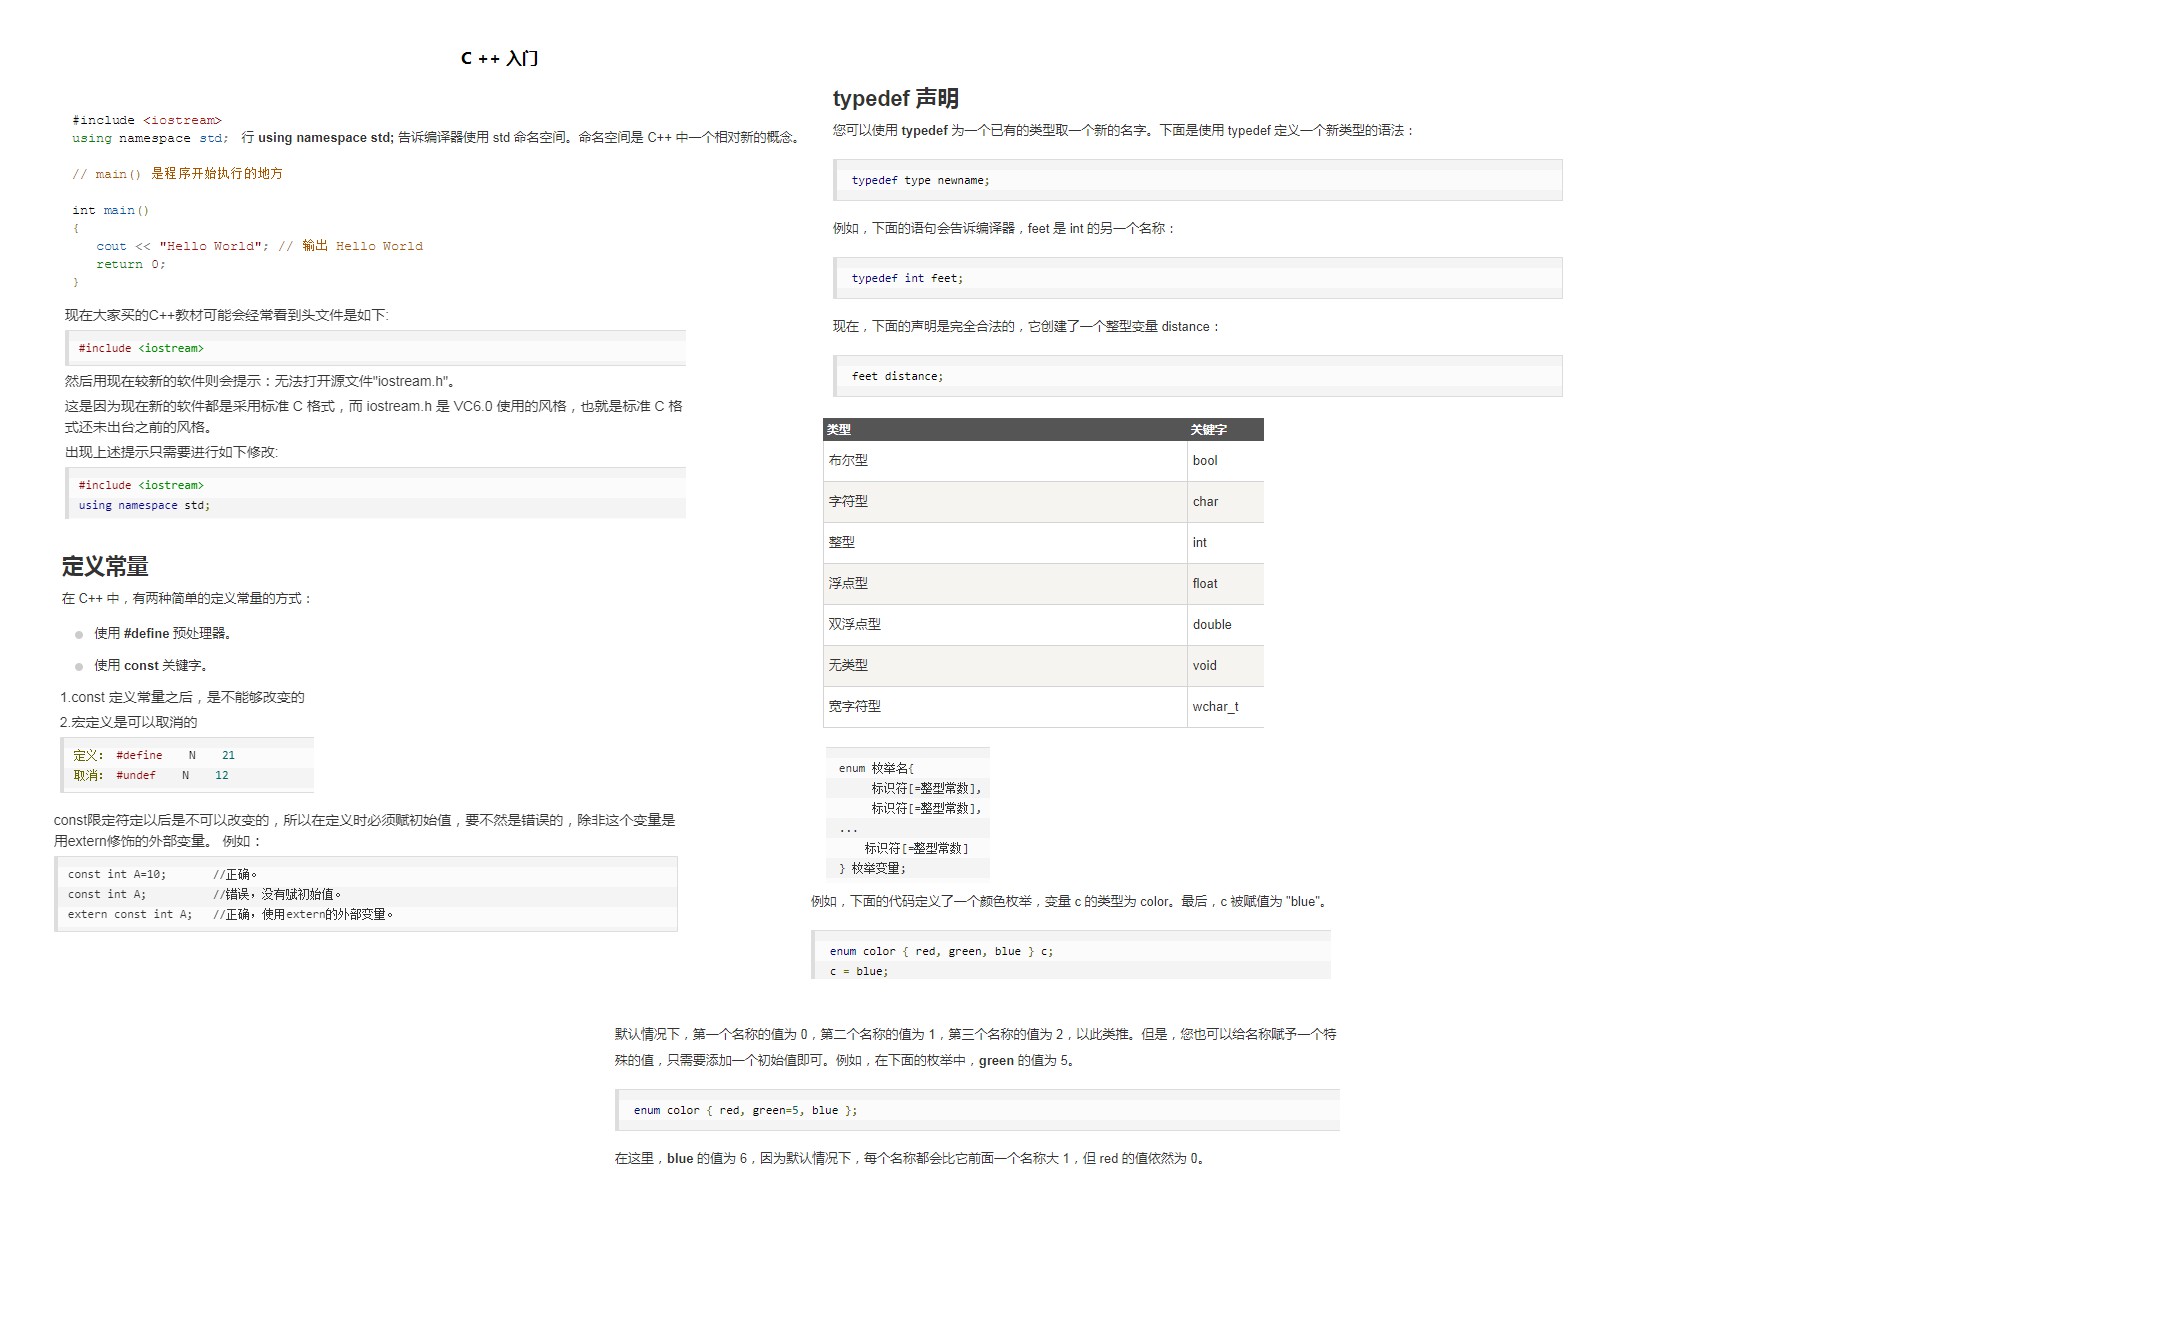 C ++ 入门
#include <iostream>
using namespace std; 行 using namespace std; 告诉编译器使用 std 命名空间。命名空间是 C++ 中一个相对新的概念。
// main() 是程序开始执行的地方
int main()
{
cout << "Hello World"; // 输出 Hello World
return 0;
}
现在大家买的C++教材可能会经常看到头文件是如下:
#include <iostream>
然后用现在较新的软件则会提示：无法打开源文件"iostream.h"。
这是因为现在新的软件都是采用标准 C 格式，而 iostream.h 是 VC6.0 使用的风格，也就是标准 C 格
式还未出台之前的风格。
出现上述提示只需要进行如下修改:
#include <iostream>
using namespace std;
定义常量
在 C++ 中，有两种简单的定义常量的方式：
使用 #define 预处理器。
使用 const 关键字。
1.const 定义常量之后，是不能够改变的
2.宏定义是可以取消的
定义: #define N 21
取消: #undef N 12
const限定符定以后是不可以改变的，所以在定义时必须赋初始值，要不然是错误的，除非这个变量是
用extern修饰的外部变量。 例如：
const int A=10; //正确。
const int A; //错误，没有赋初始值。
extern const int A; //正确，使用extern的外部变量。
typedef 声明
您可以使用 typedef 为一个已有的类型取一个新的名字。下面是使用 typedef 定义一个新类型的语法：
typedef type newname;
例如，下面的语句会告诉编译器，feet 是 int 的另一个名称：
typedef int feet;
现在，下面的声明是完全合法的，它创建了一个整型变量 distance：
feet distance;
类型 关键字
布尔型 bool
字符型 char
整型 int
浮点型 float
双浮点型 double
无类型 void
宽字符型 wchar_t
enum 枚举名{
标识符[=整型常数],
标识符[=整型常数],
...
标识符[=整型常数]
} 枚举变量;
例如，下面的代码定义了一个颜色枚举，变量 c 的类型为 color。最后，c 被赋值为 "blue"。
enum color { red, green, blue } c;
c = blue;
默认情况下，第一个名称的值为 0，第二个名称的值为 1，第三个名称的值为 2，以此类推。但是，您也可以给名称赋予一个特
殊的值，只需要添加一个初始值即可。例如，在下面的枚举中，green 的值为 5。
enum color { red, green=5, blue };
在这里，blue 的值为 6，因为默认情况下，每个名称都会比它前面一个名称大 1，但 red 的值依然为 0。